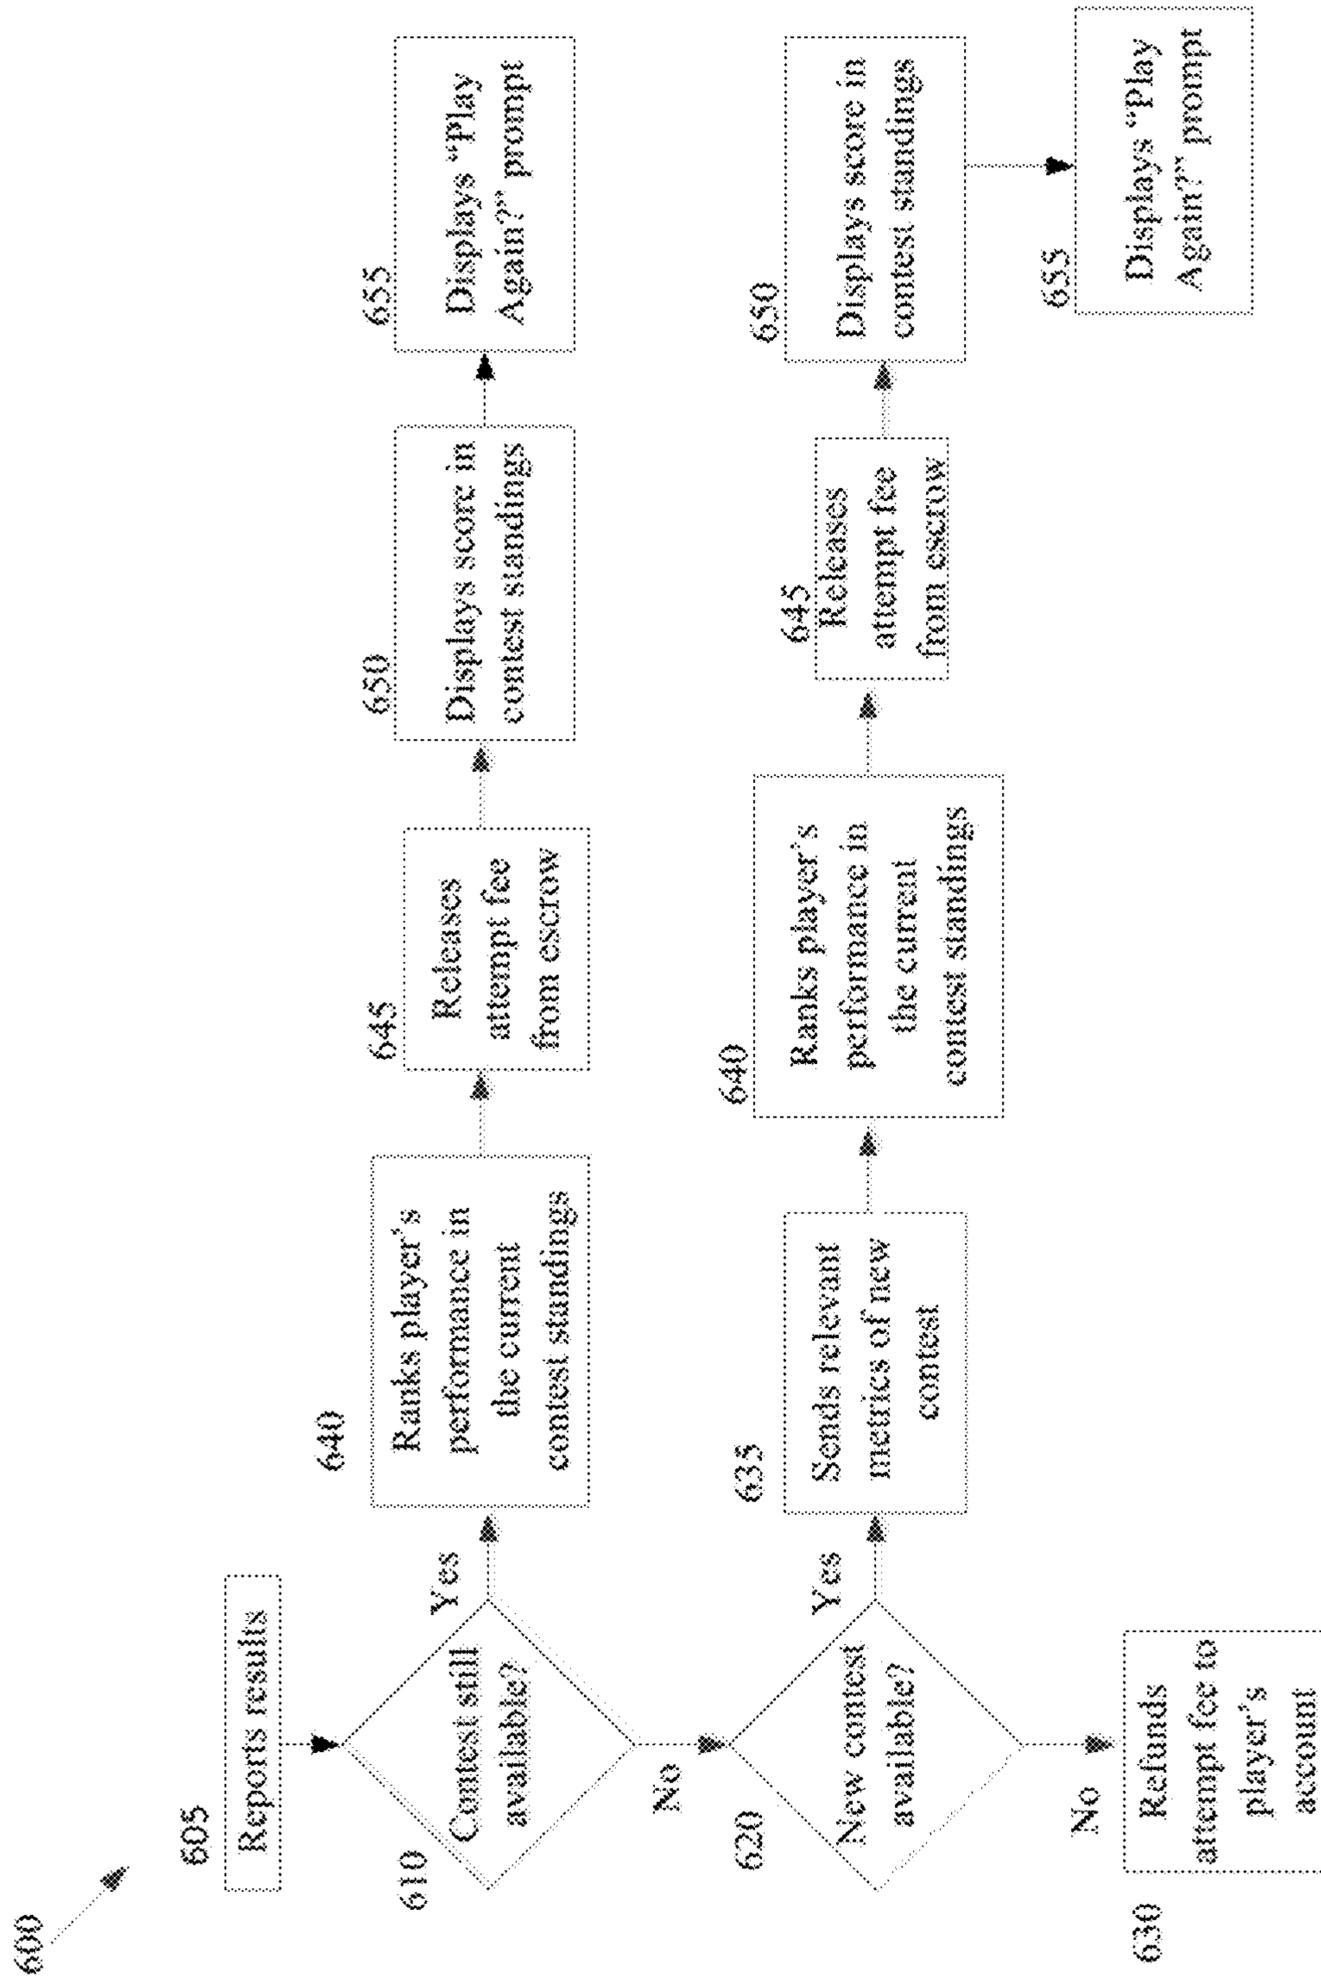 600
605
Reports results
610
Contest still
available?
Yes
640
Ranks player's
performance in
the current
contest standings
645
Releases
attempt fee
from escrow
650
Displays score in
contest standings
655
Displays "Play
Again?" prompt
No
620
New contest
available?
Yes
635
Sends relevant
metrics of new
contest
640
Ranks player's
performance in
the current
contest standings
645
Releases
attempt fee
from escrow
650
Displays score in
contest standings
655
Displays "Play
Again?" prompt
No
630
Refunds
attempt fee to
player's
account